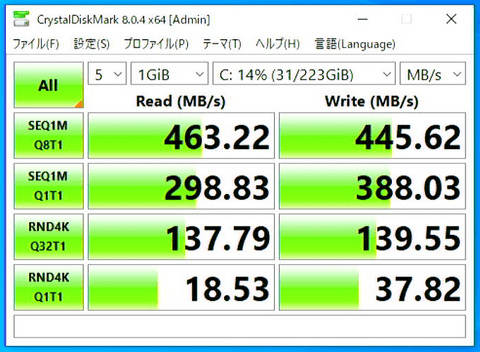 CrystalDiskMark 8.0.4 x64 [Admin]
ファイル(F) 設定(S) プロファイル(P) テーマ(T) ヘルプ(H) 言語(Language)
All 5 1GiB C: 14% (31/223GiB) MB/s
Read (MB/s) Write (MB/s)
SEQ1M
Q8T1 463.22 445.62
SEQ1M
Q1T1 298.83 388.03
RND4K
Q32T1 137.79 139.55
RND4K
Q1T1 18.53 37.82